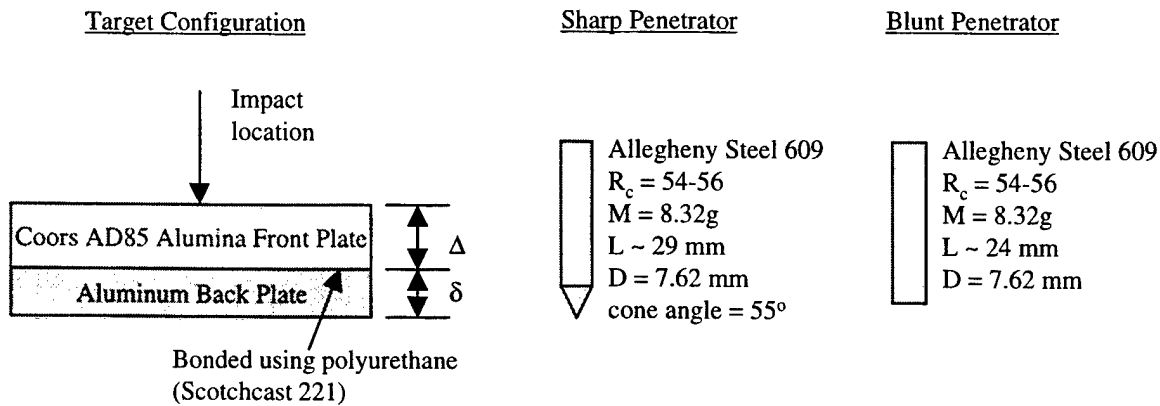 Target Configuration
Sharp Penetrator
Blunt Penetrator
Impact
location
Coors AD85 Alumina Front Plate
Δ
Aluminum Back Plate
δ
Bonded using polyurethane
(Scotchcast 221)
Allegheny Steel 609
R_c = 54-56
M = 8.32g
L ~ 29 mm
D = 7.62 mm
cone angle = 55°
Allegheny Steel 609
R_c = 54-56
M = 8.32g
L ~ 24 mm
D = 7.62 mm